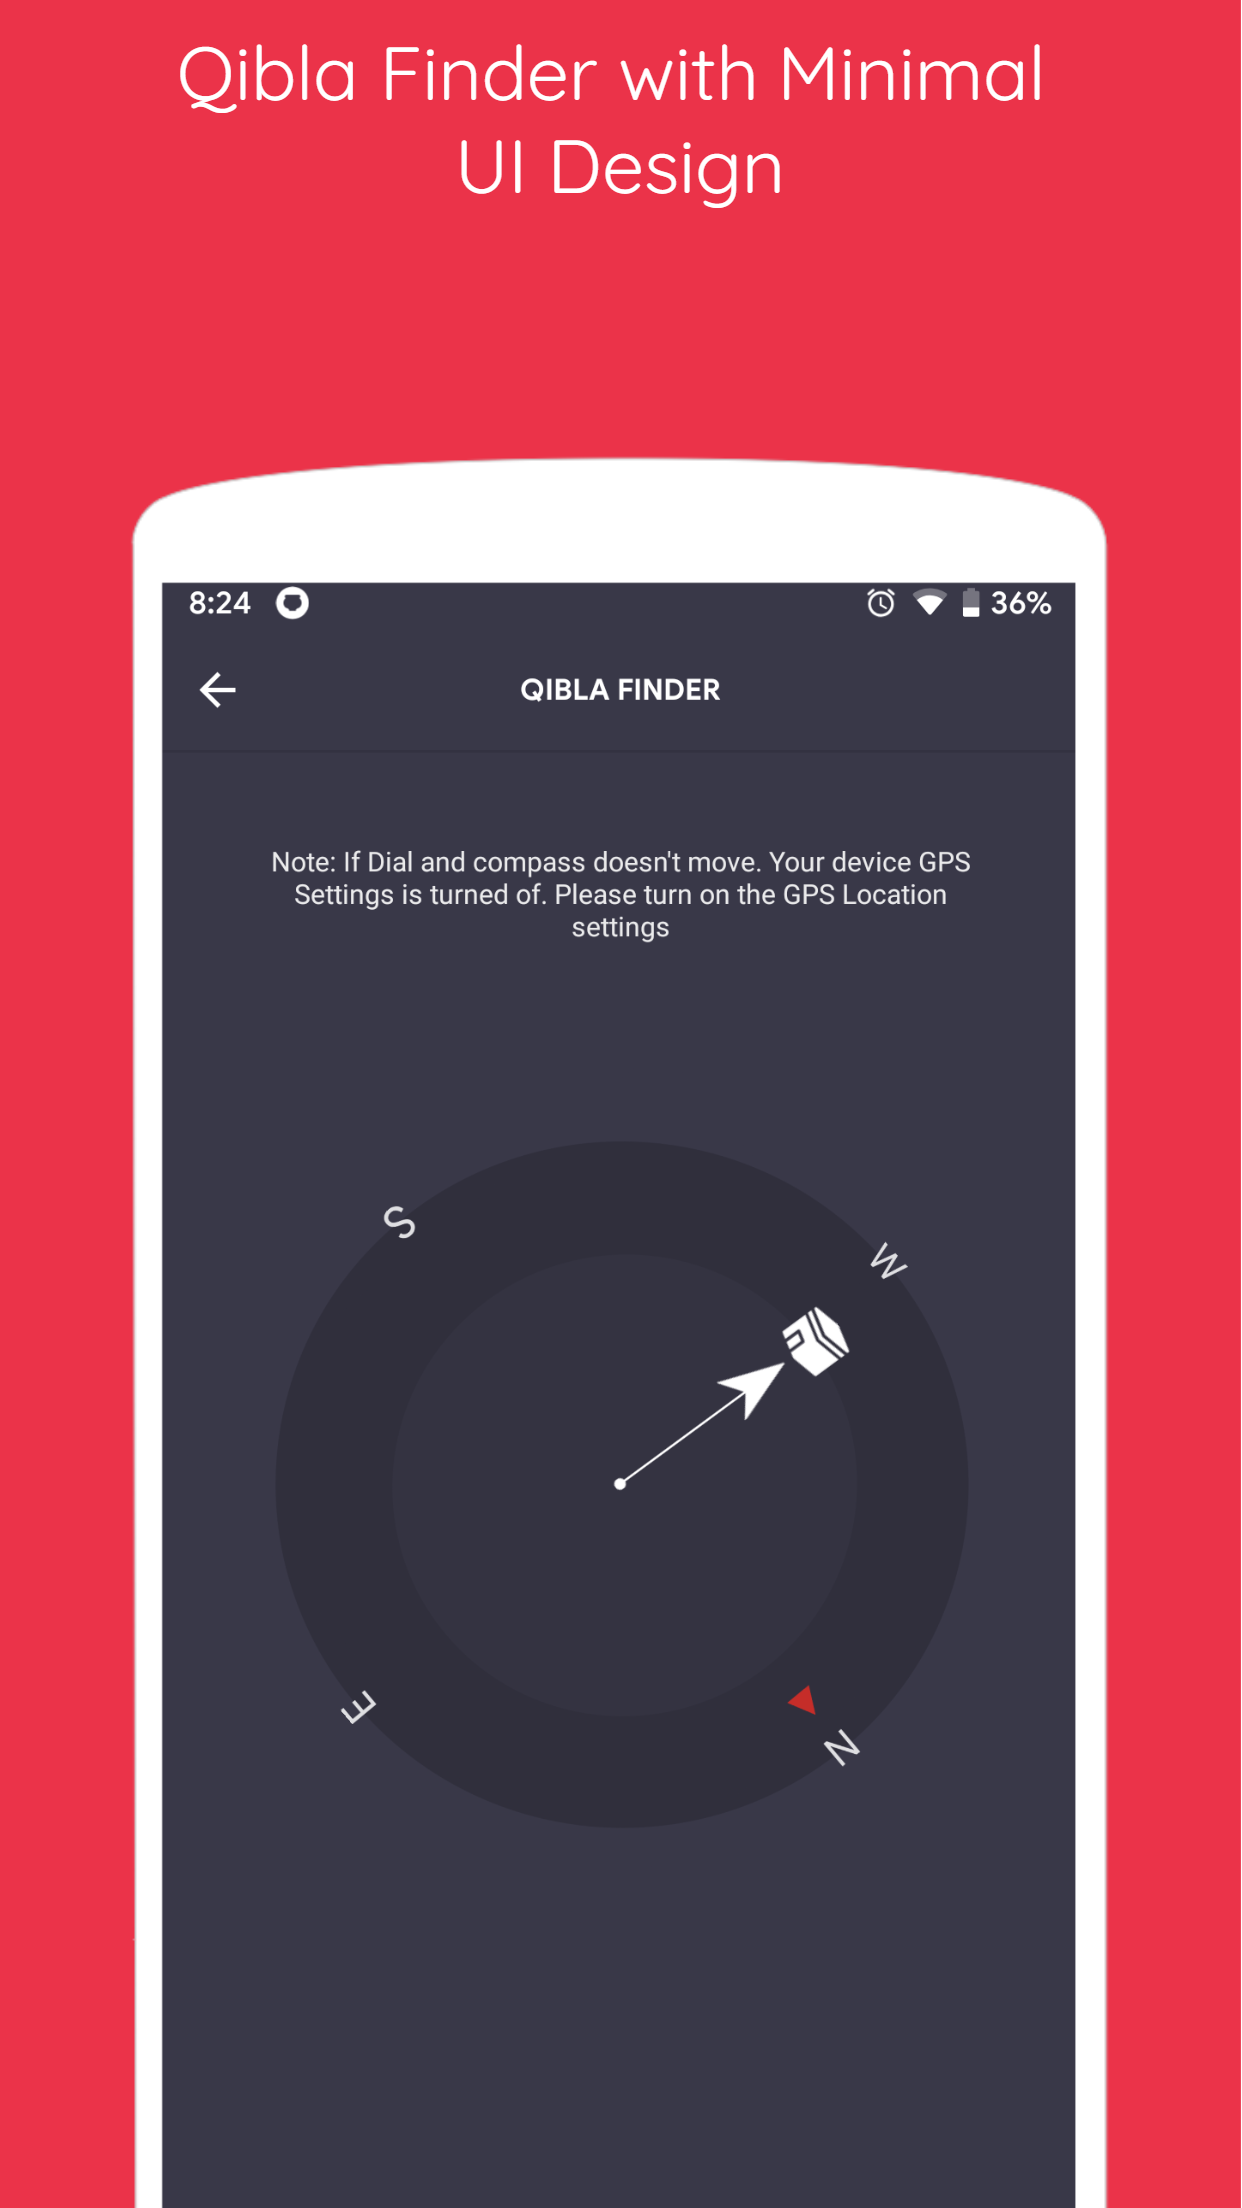 Qibla Finder with Minimal
UI Design
8:24
36%
QIBLA FINDER
Note: If Dial and compass doesn't move. Your device GPS
Settings is turned of. Please turn on the GPS Location
settings
S
W
E
N